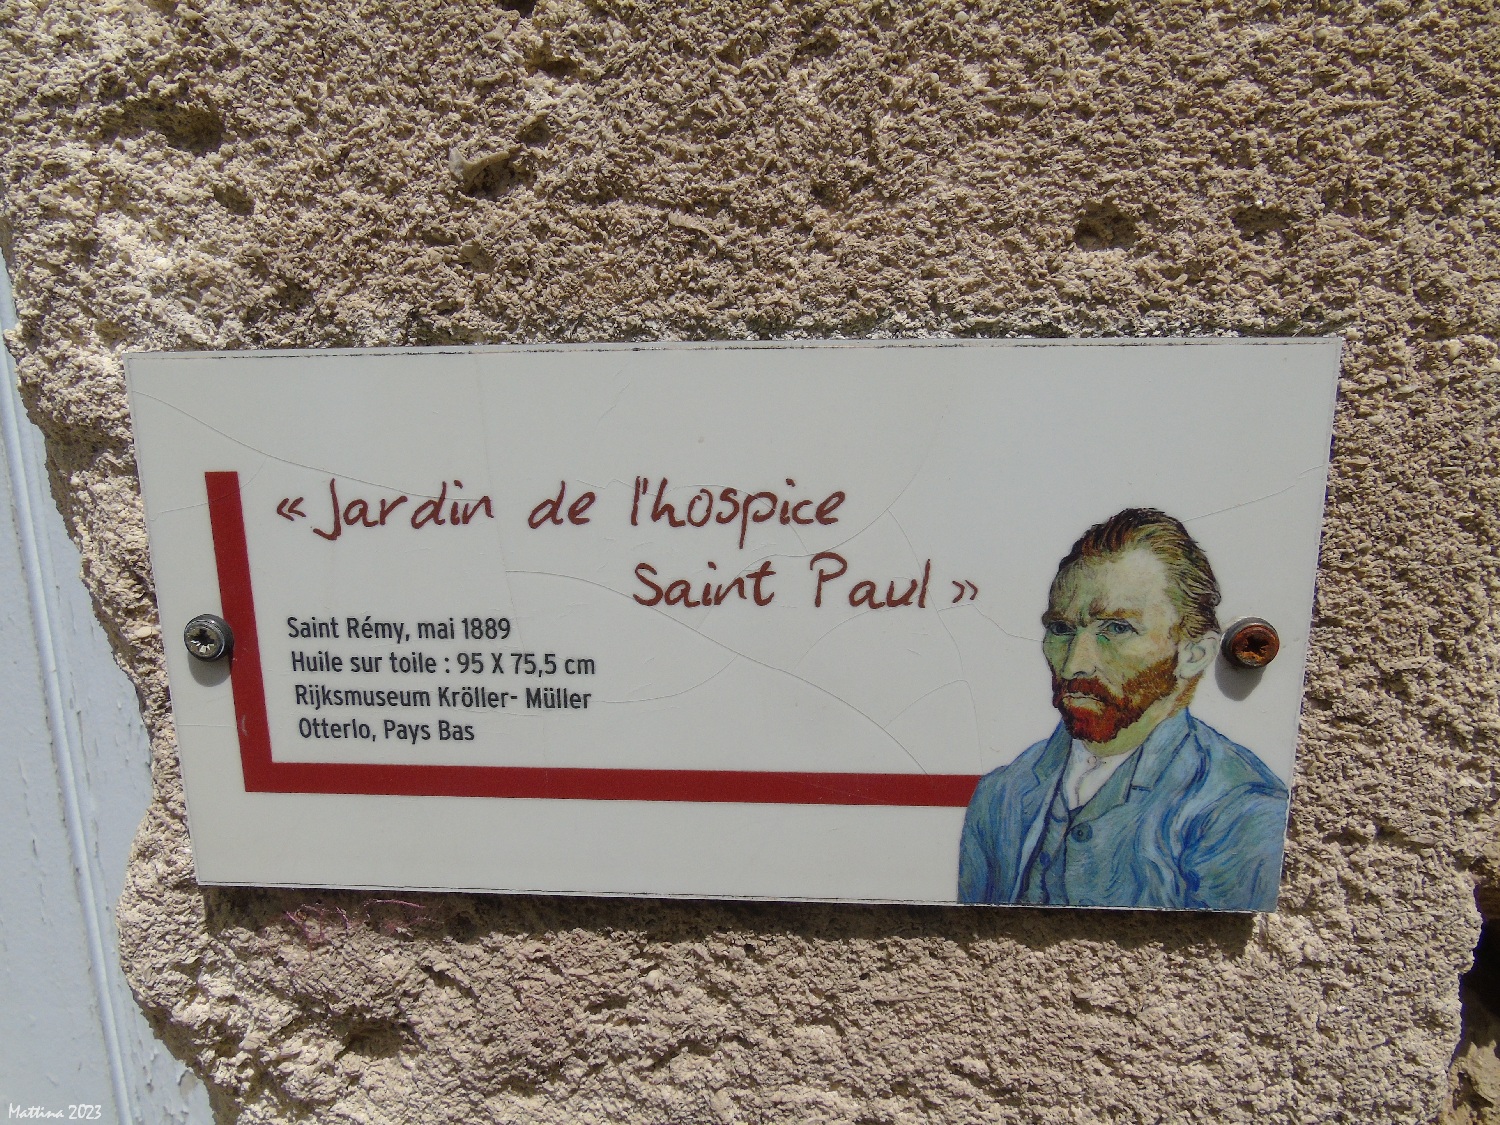 « Jardin de l'hospice
Saint Paul »
Saint Rémy, mai 1889
Huile sur toile : 95 X 75,5 cm
Rijksmuseum Kröller- Müller
Otterlo, Pays Bas
Mattina 2023